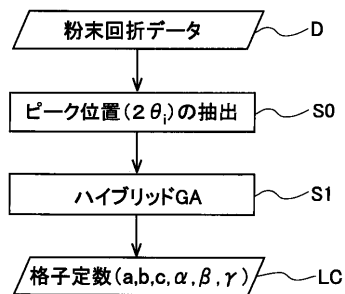 粉末回折データ D
ピーク位置(2θi)の抽出 S0
ハイブリッドGA S1
格子定数(a,b,c,α,β,γ) LC